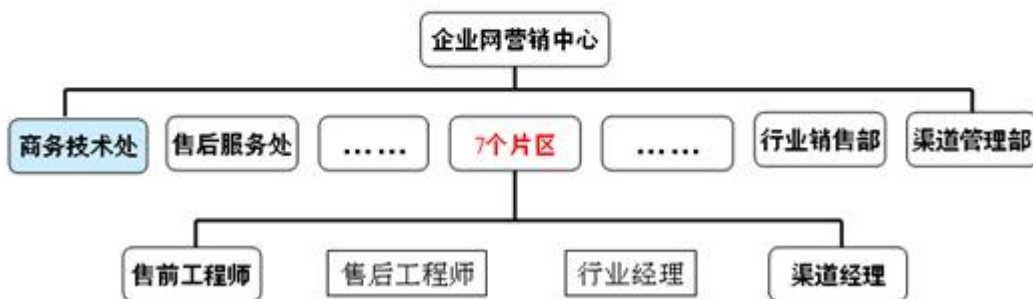 企业网营销中心
商务技术处
售后服务处
……
7个片区
……
行业销售部
渠道管理部
售前工程师
售后工程师
行业经理
渠道经理